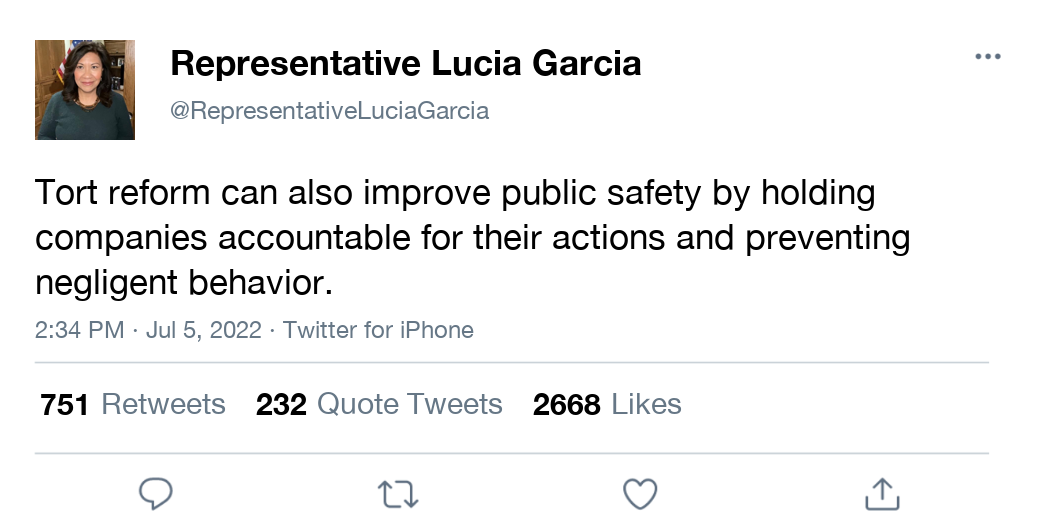 Representative Lucia Garcia
@RepresentativeLuciaGarcia
Tort reform can also improve public safety by holding
companies accountable for their actions and preventing
negligent behavior.
2:34 PM · Jul 5, 2022 · Twitter for iPhone
751 Retweets 232 Quote Tweets 2668 Likes